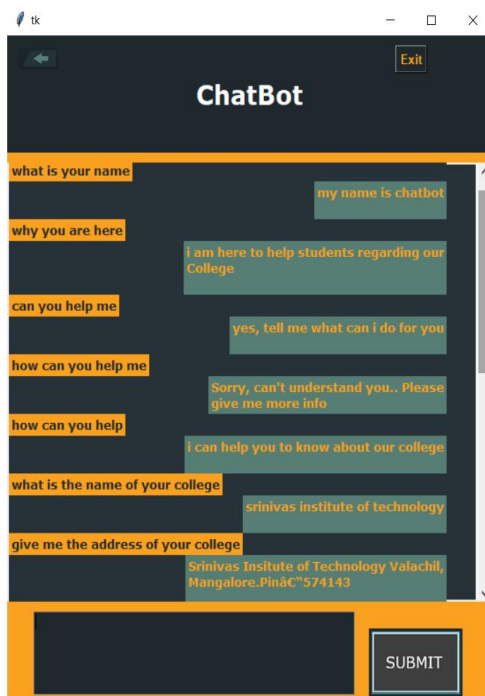 tk
Exit
ChatBot
what is your name
my name is chatbot
why you are here
i am here to help students regarding our
College
can you help me
yes, tell me what can i do for you
how can you help me
Sorry, can't understand you.. Please
give me more info
how can you help
i can help you to know about our college
what is the name of your college
srinivas institute of technology
give me the address of your college
Srinivas Insitute of Technology Valachil,
Mangalore.Pinâ€"574143
SUBMIT